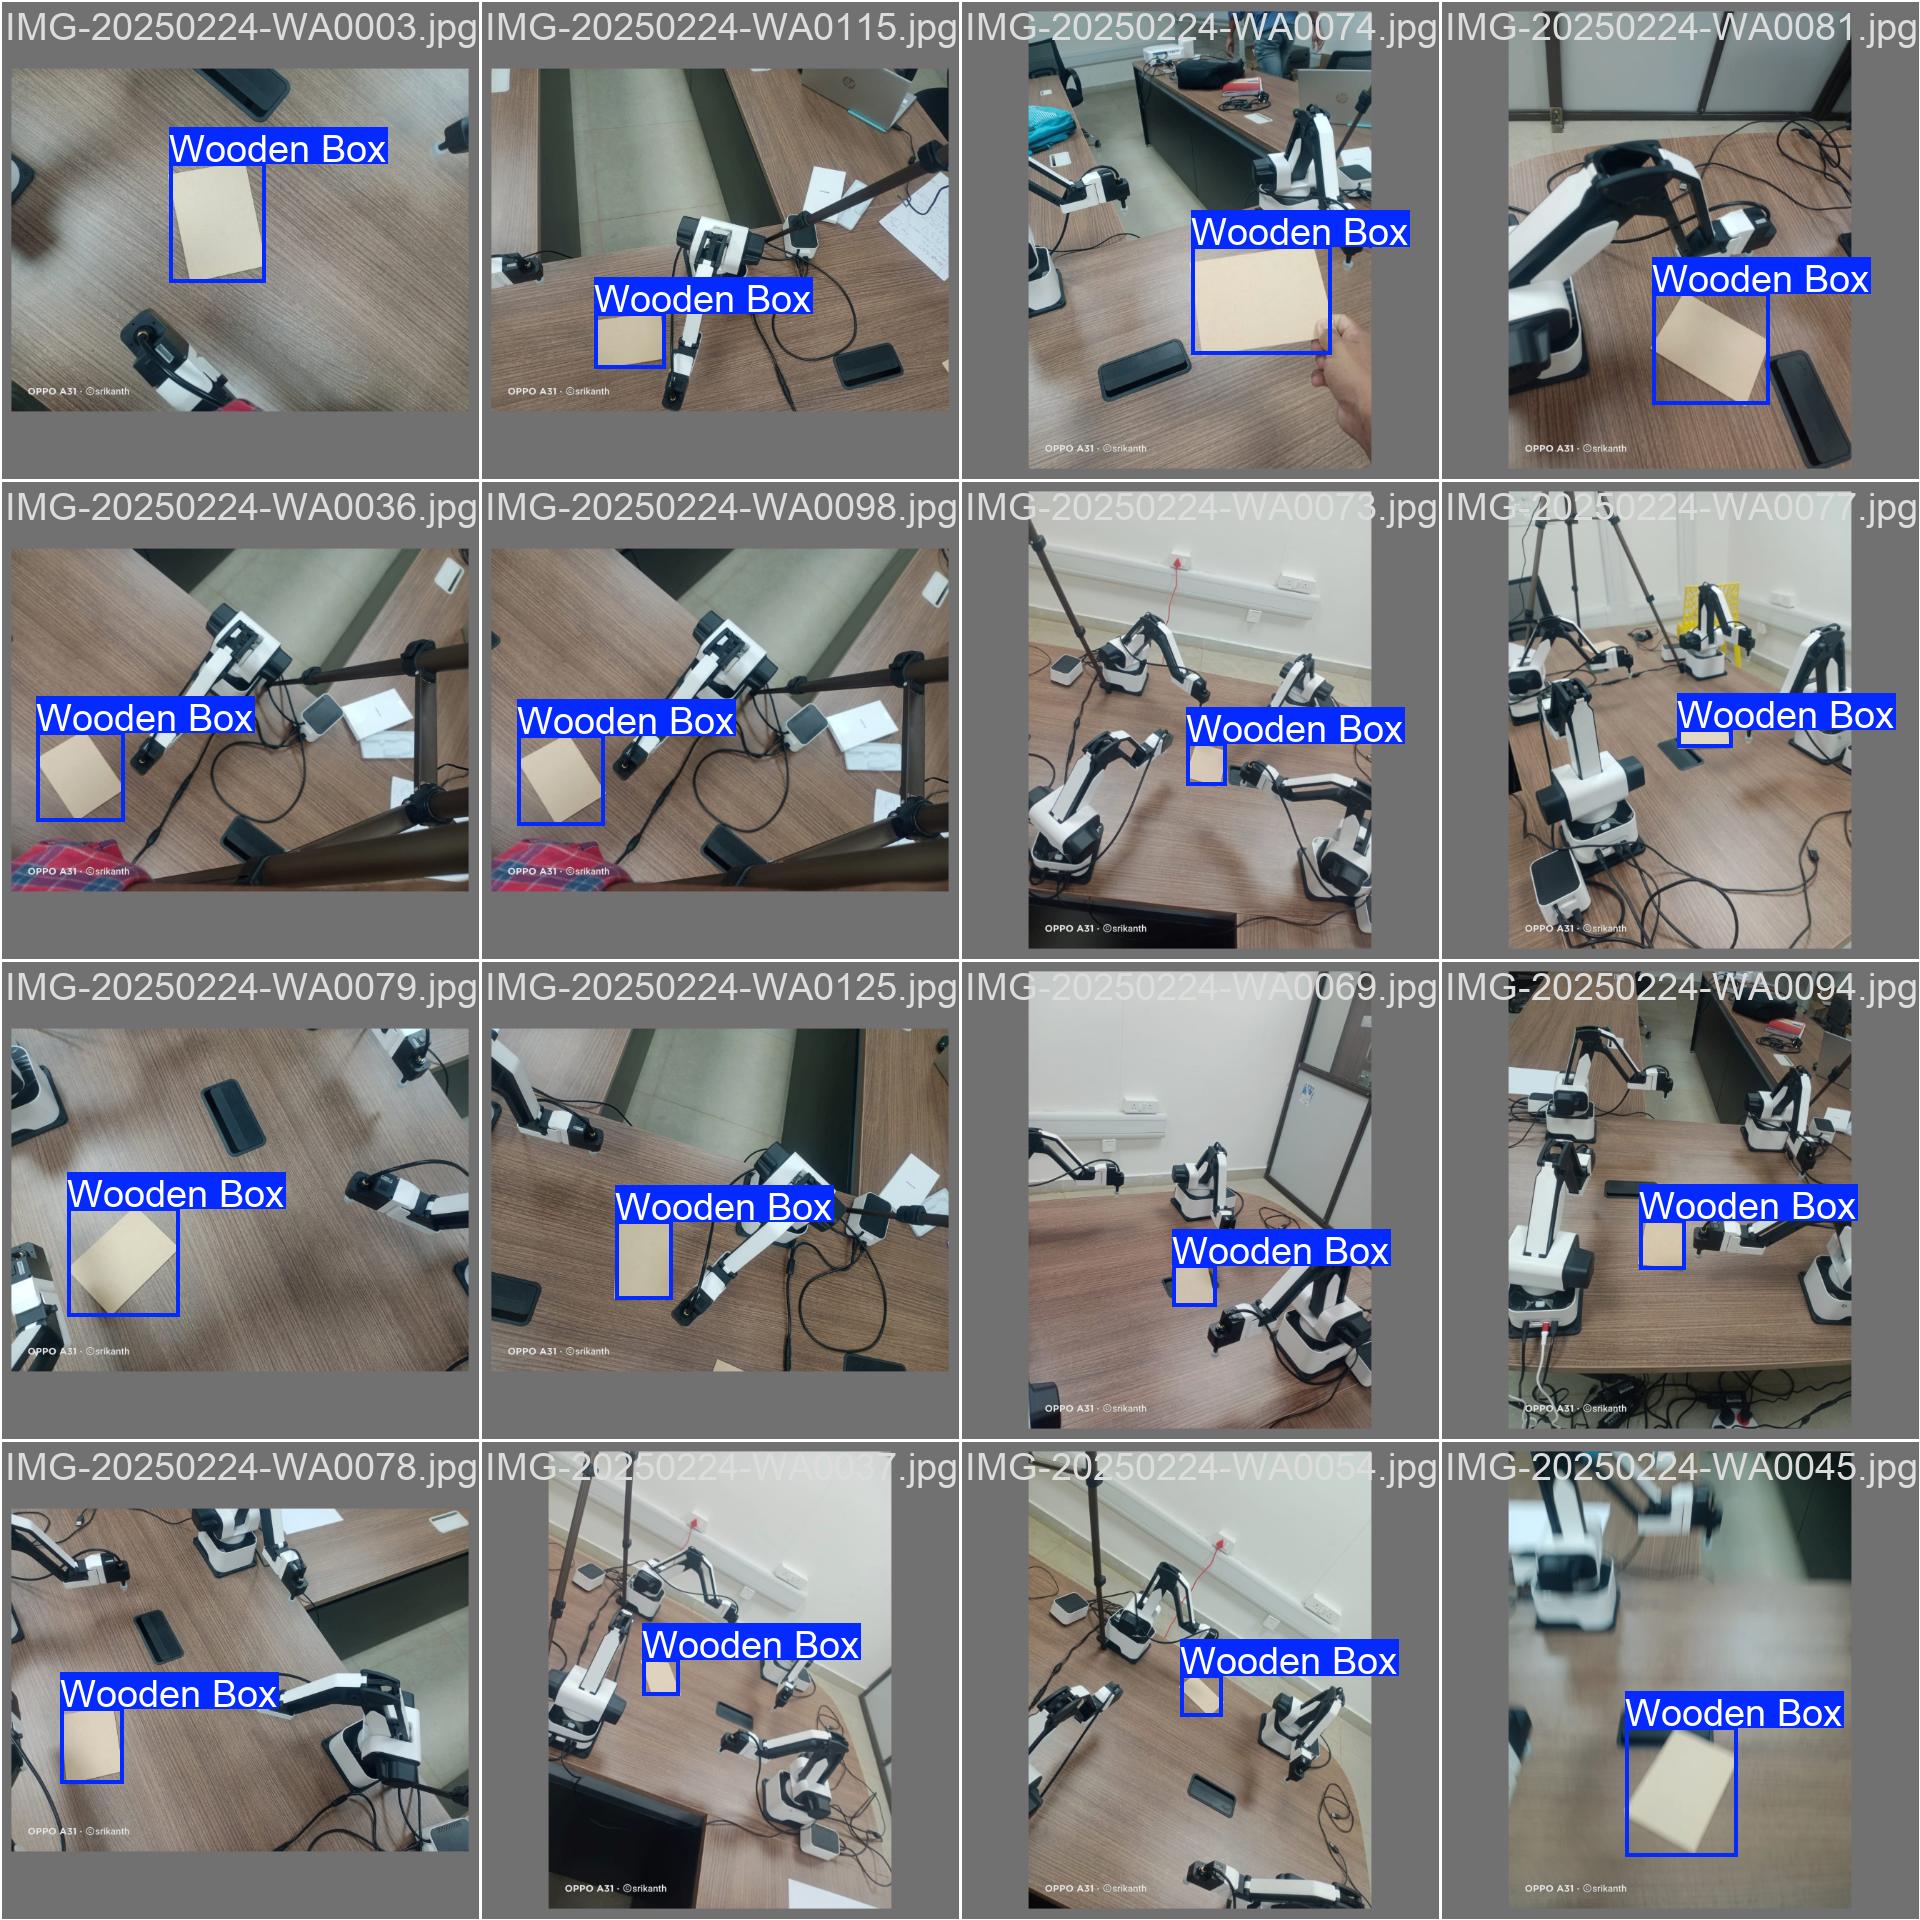 IMG-20250224-WA0003.jpg
IMG-20250224-WA0115.jpg
IMG-20250224-WA0074.jpg
IMG-20250224-WA0081.jpg
Wooden Box
OPPO A31 · ©srikanth
Wooden Box
Wooden Box
OPPO A31 · ©srikanth
Wooden Box
OPPO A31 · ©srikanth
IMG-20250224-WA0036.jpg
IMG-20250224-WA0098.jpg
IMG-20250224-WA0073.jpg
IMG-20250224-WA0077.jpg
Wooden Box
OPPO A31 · ©srikanth
Wooden Box
OPPO A31 · ©srikanth
Wooden Box
OPPO A31 · ©srikanth
Wooden Box
OPPO A31 · ©srikanth
IMG-20250224-WA0079.jpg
IMG-20250224-WA0125.jpg
IMG-20250224-WA0069.jpg
IMG-20250224-WA0094.jpg
Wooden Box
OPPO A31 · ©srikanth
Wooden Box
OPPO A31 · ©srikanth
Wooden Box
OPPO A31 · ©srikanth
Wooden Box
OPPO A31 · ©srikanth
IMG-20250224-WA0078.jpg
IMG-20250224-WA0037.jpg
IMG-20250224-WA0054.jpg
IMG-20250224-WA0045.jpg
Wooden Box
OPPO A31 · ©srikanth
Wooden Box
OPPO A31 · ©srikanth
Wooden Box
OPPO A31 · ©srikanth
Wooden Box
OPPO A31 · ©srikanth